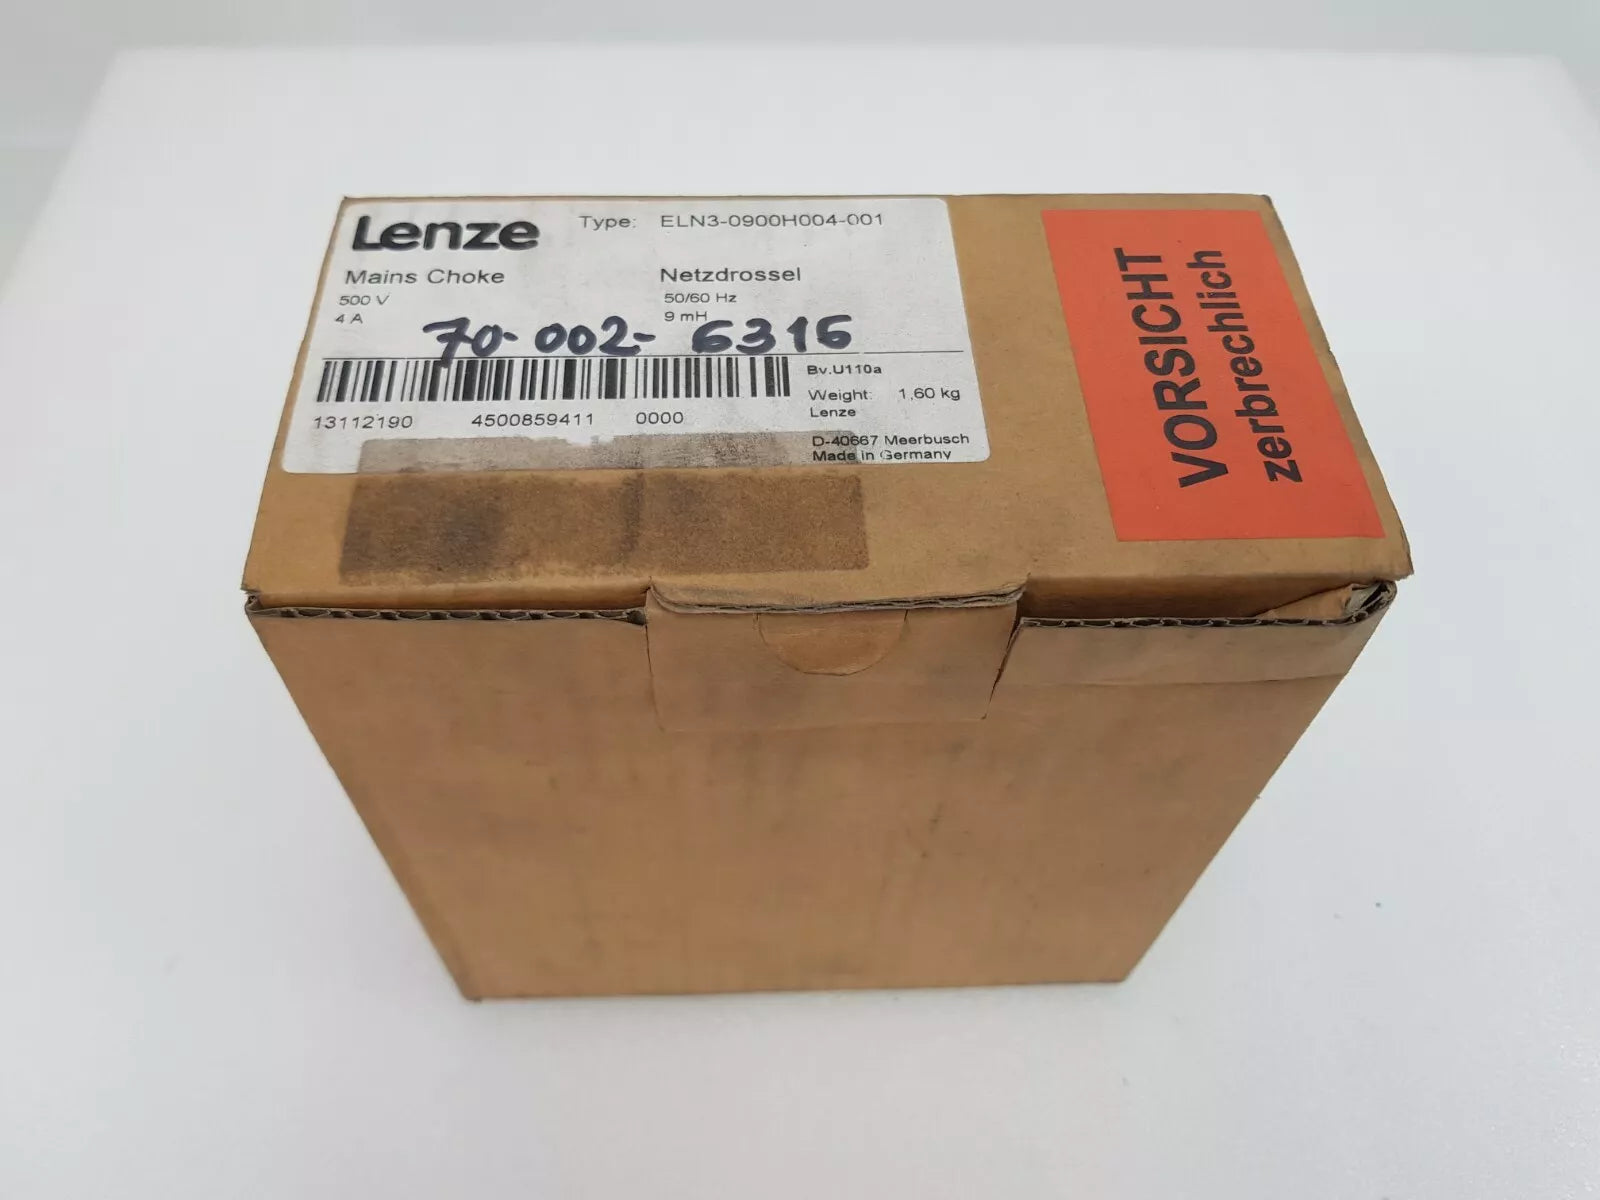 Lenze Type: ELN3-0900H004-001
Mains Choke Netzdrossel
500 V 50/60 Hz
4 A 9 mH
70-002-6316
Bv.U110a
Weight: 1,60 kg
13112190 4500859411 0000
Lenze
D-40667 Meerbusch
Made in Germany
VORSICHT
zerbrechlich